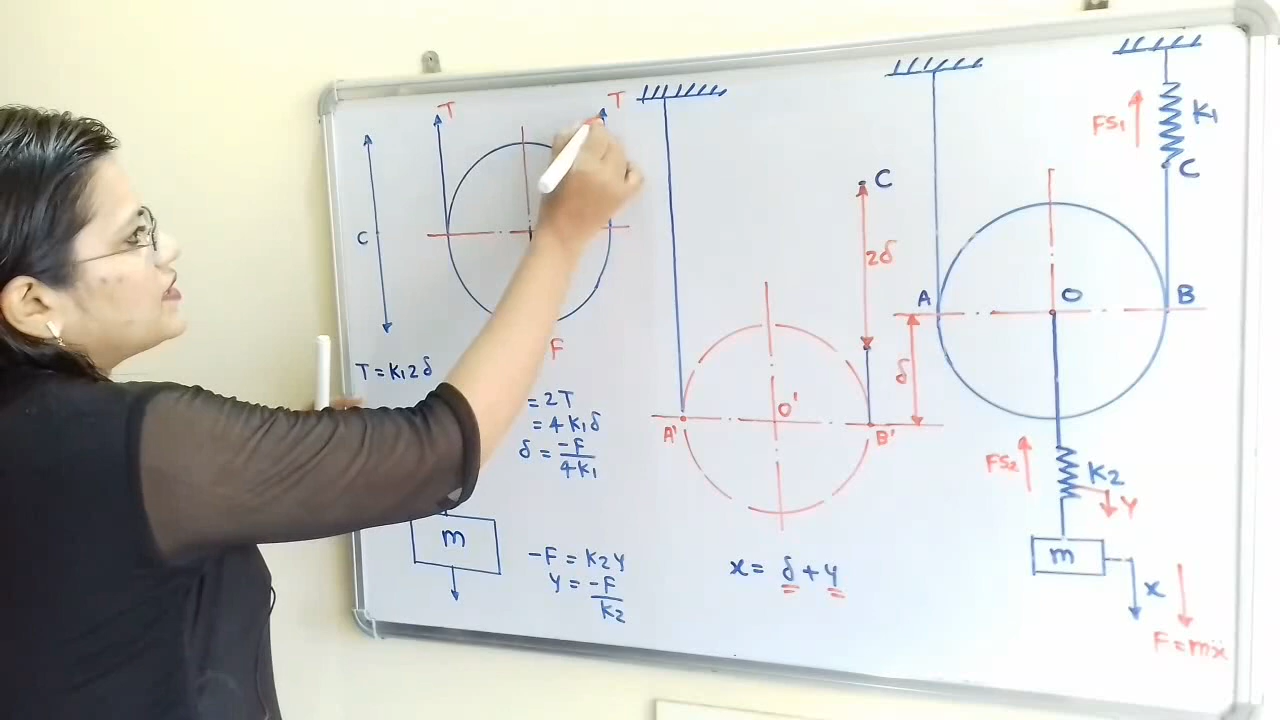 T
T
C
T = K1 2δ
F
= 2T
= 4 K1 δ
δ = -F / 4K1
m
-F = K2 Y
Y = -F / K2
C
2δ
O'
A'
B'
x = δ + y
K1
FS1
C
A
O
B
δ
FS2
K2
Y
m
x
F = mẍ